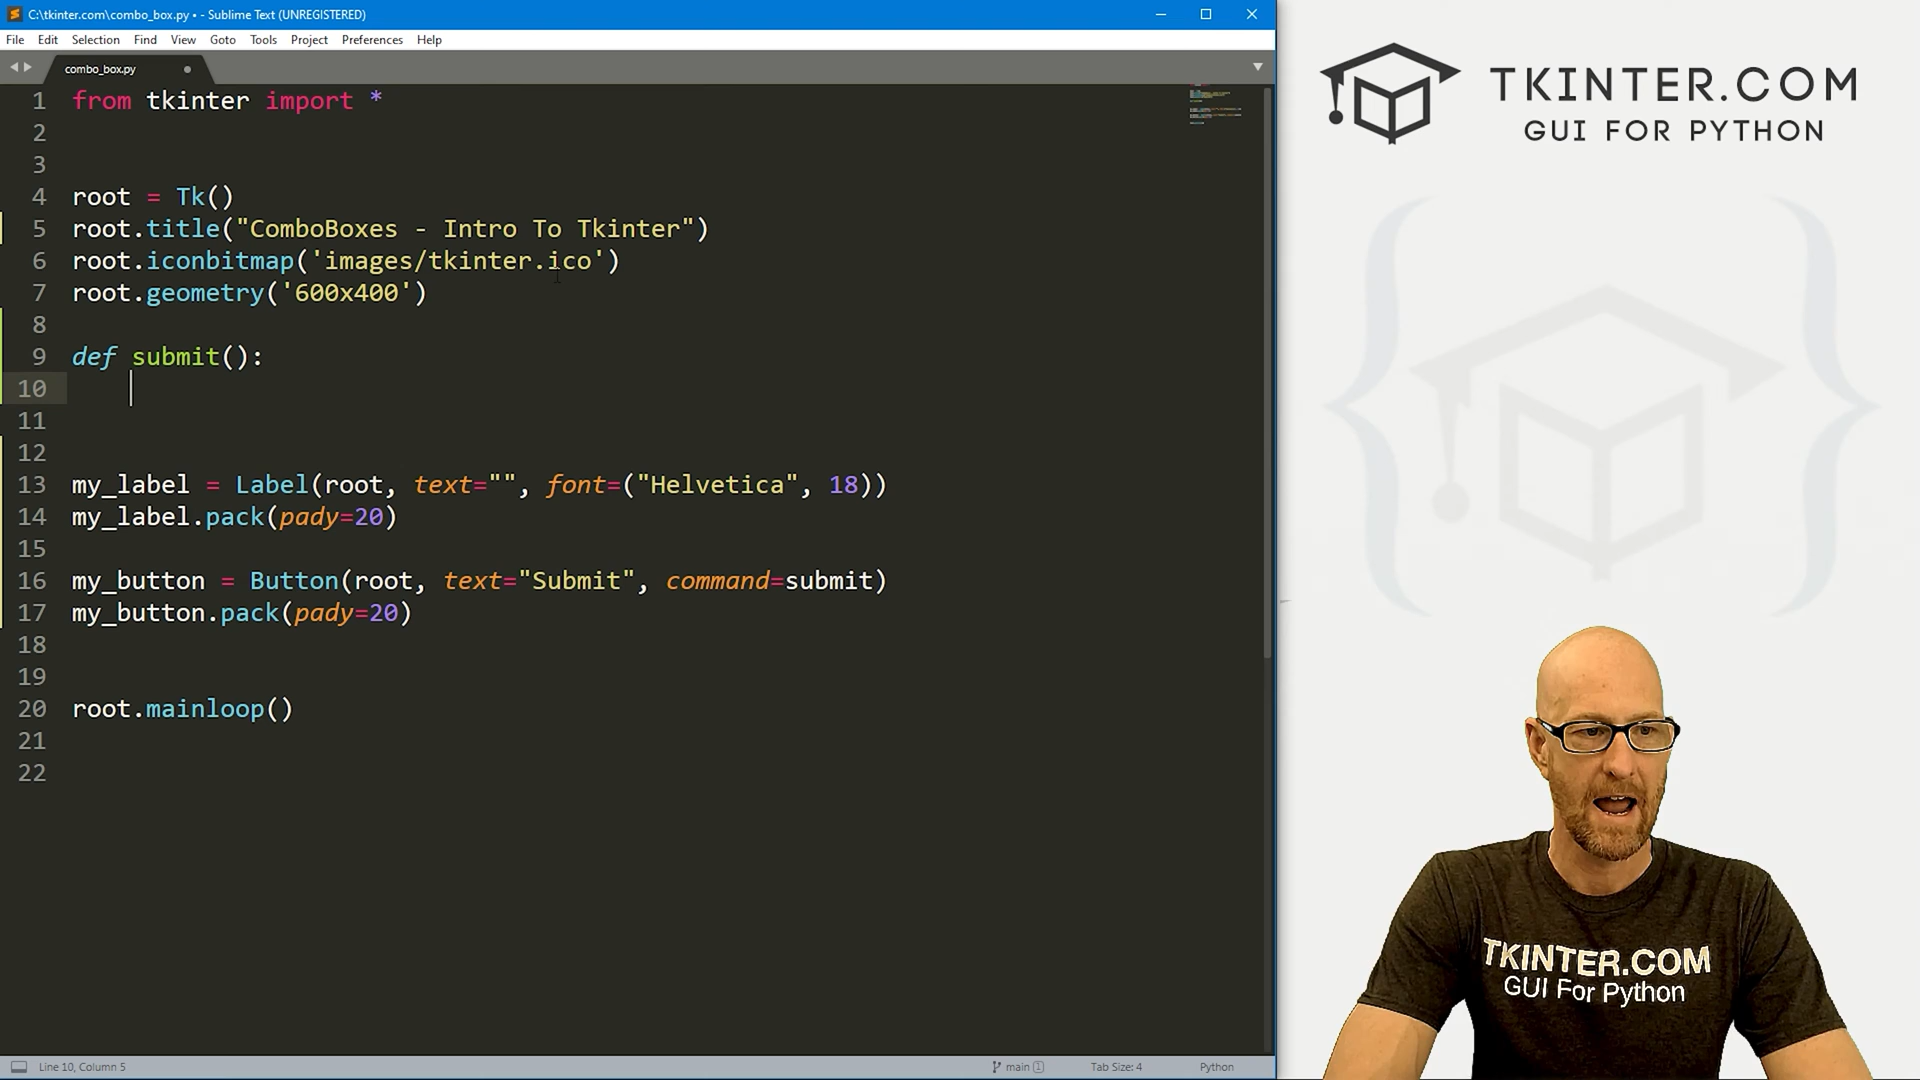 C:\tkinter.com\combo_box.py • - Sublime Text (UNREGISTERED)
File Edit Selection Find View Goto Tools Project Preferences Help
combo_box.py
1 from tkinter import *
2
3
4 root = Tk()
5 root.title("ComboBoxes - Intro To Tkinter")
6 root.iconbitmap('images/tkinter.ico')
7 root.geometry('600x400')
8
9 def submit():
10
11
12
13 my_label = Label(root, text="", font=("Helvetica", 18))
14 my_label.pack(pady=20)
15
16 my_button = Button(root, text="Submit", command=submit)
17 my_button.pack(pady=20)
18
19
20 root.mainloop()
21
22
Line 10, Column 5 main 1 Tab Size: 4 Python
TKINTER.COM
GUI FOR PYTHON
TKINTER.COM
GUI For Python